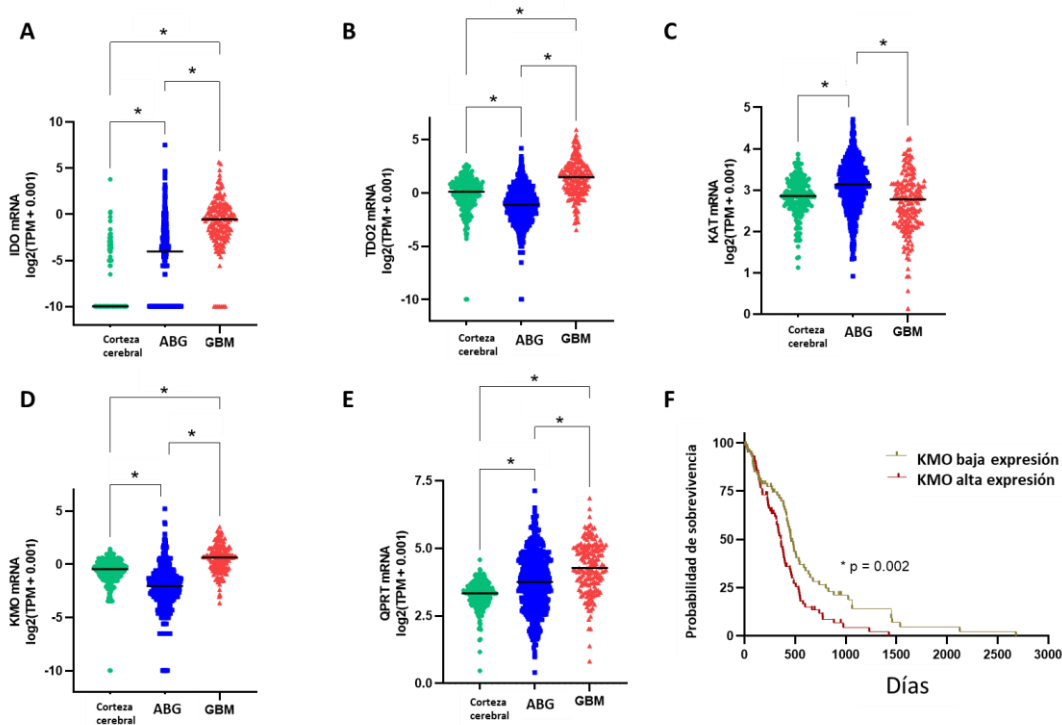 A
*
*
*
IDO mRNA
log2(TPM + 0.001)
10
5
0
-5
-10
Corteza
cerebral
ABG
GBM
B
*
*
*
TDO2 mRNA
log2(TPM + 0.001)
5
0
-5
-10
Corteza
cerebral
ABG
GBM
C
*
*
KAT mRNA
log2(TPM + 0.001)
5
4
3
2
1
0
Corteza
cerebral
ABG
GBM
D
*
*
*
KMO mRNA
log2(TPM + 0.001)
5
0
-5
-10
Corteza
cerebral
ABG
GBM
E
*
*
*
QPRT mRNA
log2(TPM + 0.001)
7.5
5.0
2.5
0.0
Corteza
cerebral
ABG
GBM
F
Probabilidad de sobrevivencia
100
75
50
25
0
KMO baja expresión
KMO alta expresión
* p = 0.002
0 500 1000 1500 2000 2500 3000
Días